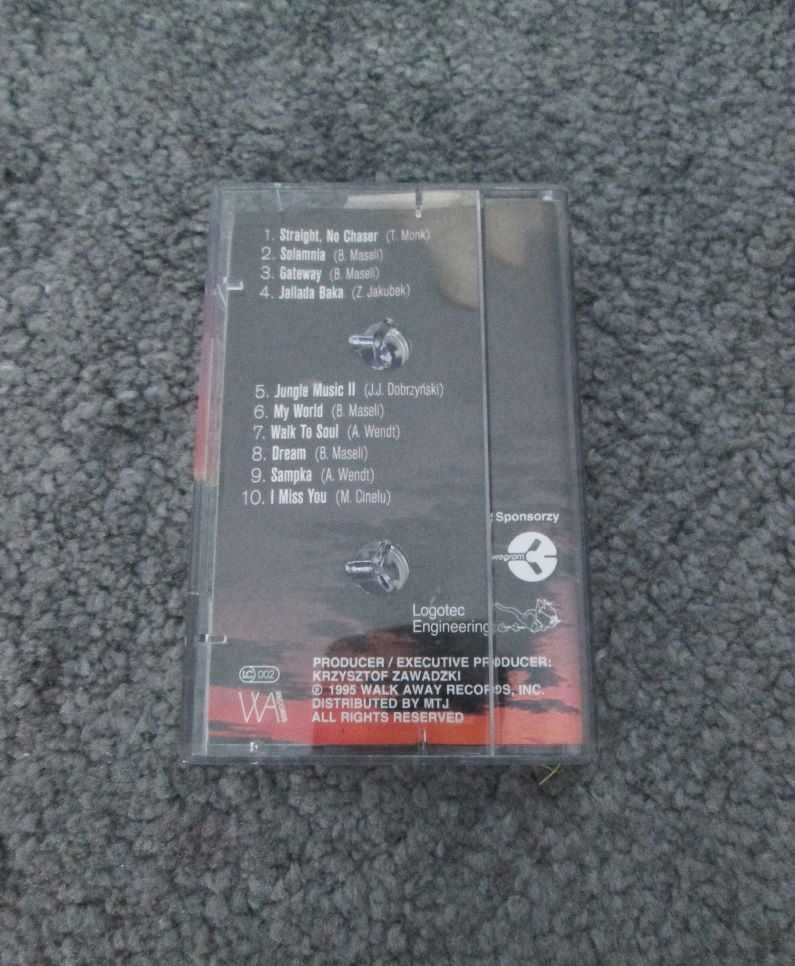 1. Straight, No Chaser (T. Monk)
2. Solamnia (B. Maseli)
3. Gateway (B. Maseli)
4. Jallada Baka (Z. Jakubek)
5. Jungle Music II (J.J. Dobrzyński)
6. My World (B. Maseli)
7. Walk To Soul (A. Wendt)
8. Dream (B. Maseli)
9. Sampka (A. Wendt)
10. I Miss You (M. Cinelu)
Sponsorzy
Logotec
Engineering
LC 002
WA
PRODUCER / EXECUTIVE PRODUCER:
KRZYSZTOF ZAWADZKI
℗ 1995 WALK AWAY RECORDS, INC.
DISTRIBUTED BY MTJ
ALL RIGHTS RESERVED